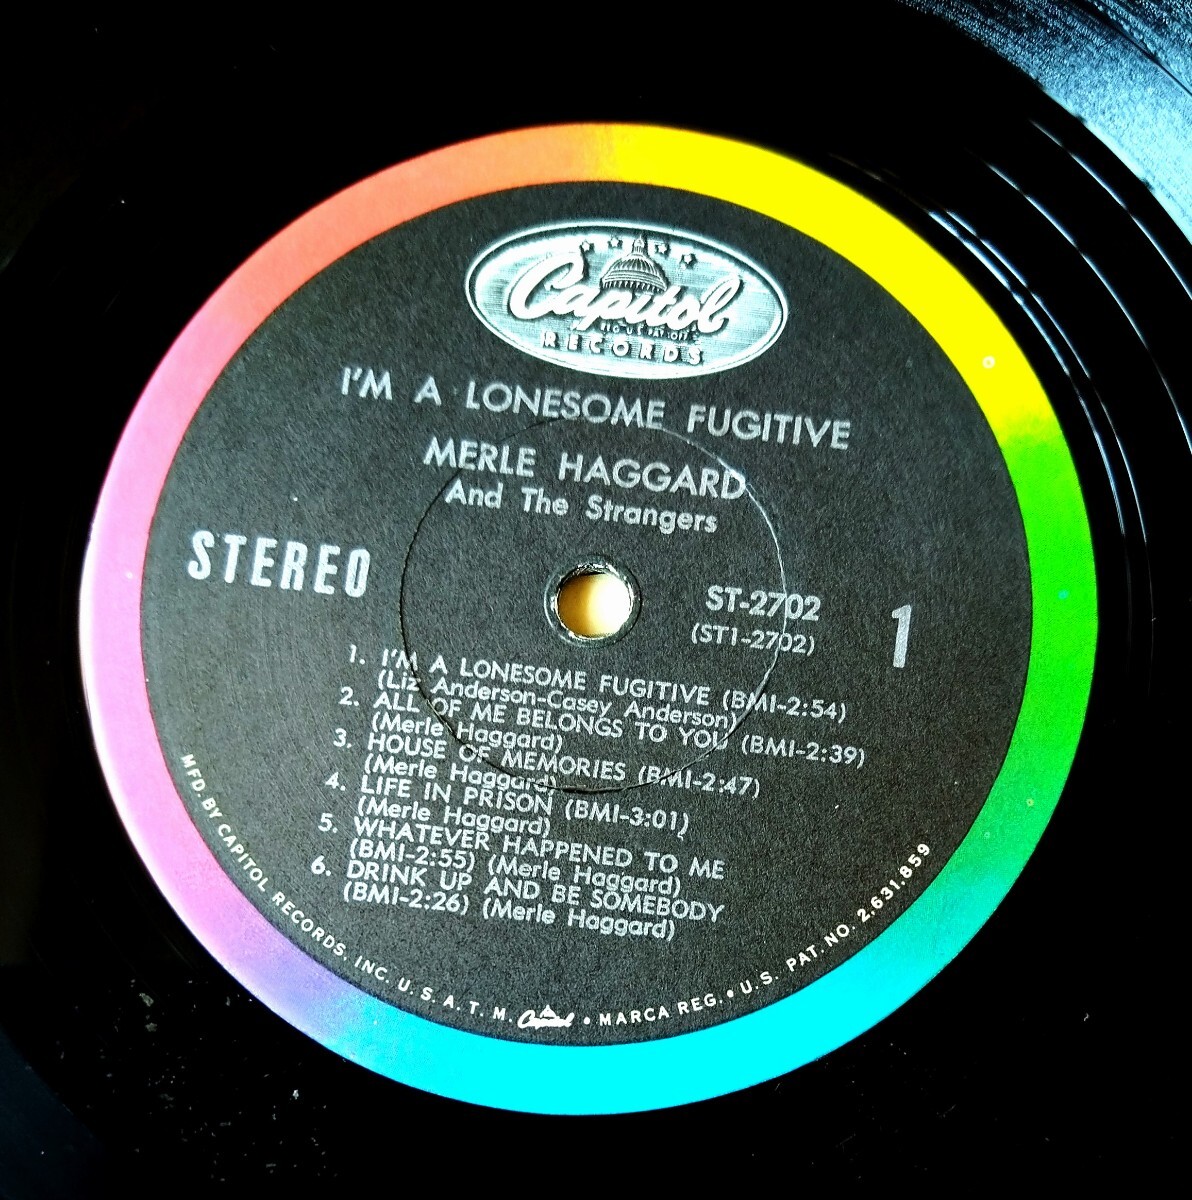 Capitol
REG. U.S. PAT. OFF.
RECORDS
I'M A LONESOME FUGITIVE
MERLE HAGGARD
And The Strangers
STEREO
ST-2702
(ST1-2702)
1
1. I'M A LONESOME FUGITIVE (BMI-2:54)
(Liz Anderson-Casey Anderson)
2. ALL OF ME BELONGS TO YOU (BMI-2:39)
(Merle Haggard)
3. HOUSE OF MEMORIES (BMI-2:47)
(Merle Haggard)
4. LIFE IN PRISON (BMI-3:01)
(Merle Haggard)
5. WHATEVER HAPPENED TO ME
(BMI-2:55) (Merle Haggard)
6. DRINK UP AND BE SOMEBODY
(BMI-2:26) (Merle Haggard)
MFD. BY CAPITOL RECORDS, INC. U.S.A. T.M. Capitol • MARCA REG. • U.S. PAT. NO. 2,631,859